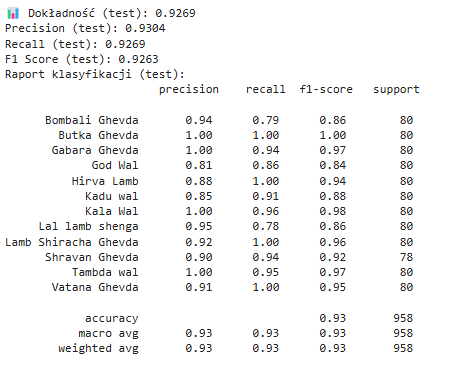 📊 Dokładność (test): 0.9269
Precision (test): 0.9304
Recall (test): 0.9269
F1 Score (test): 0.9263
Raport klasyfikacji (test):
precision recall f1-score support
Bombali Ghevda 0.94 0.79 0.86 80
Butka Ghevda 1.00 1.00 1.00 80
Gabara Ghevda 1.00 0.94 0.97 80
God Wal 0.81 0.86 0.84 80
Hirva Lamb 0.88 1.00 0.94 80
Kadu wal 0.85 0.91 0.88 80
Kala Wal 1.00 0.96 0.98 80
Lal lamb shenga 0.95 0.78 0.86 80
Lamb Shiracha Ghevda 0.92 1.00 0.96 80
Shravan Ghevda 0.90 0.94 0.92 78
Tambda wal 1.00 0.95 0.97 80
Vatana Ghevda 0.91 1.00 0.95 80
accuracy 0.93 958
macro avg 0.93 0.93 0.93 958
weighted avg 0.93 0.93 0.93 958